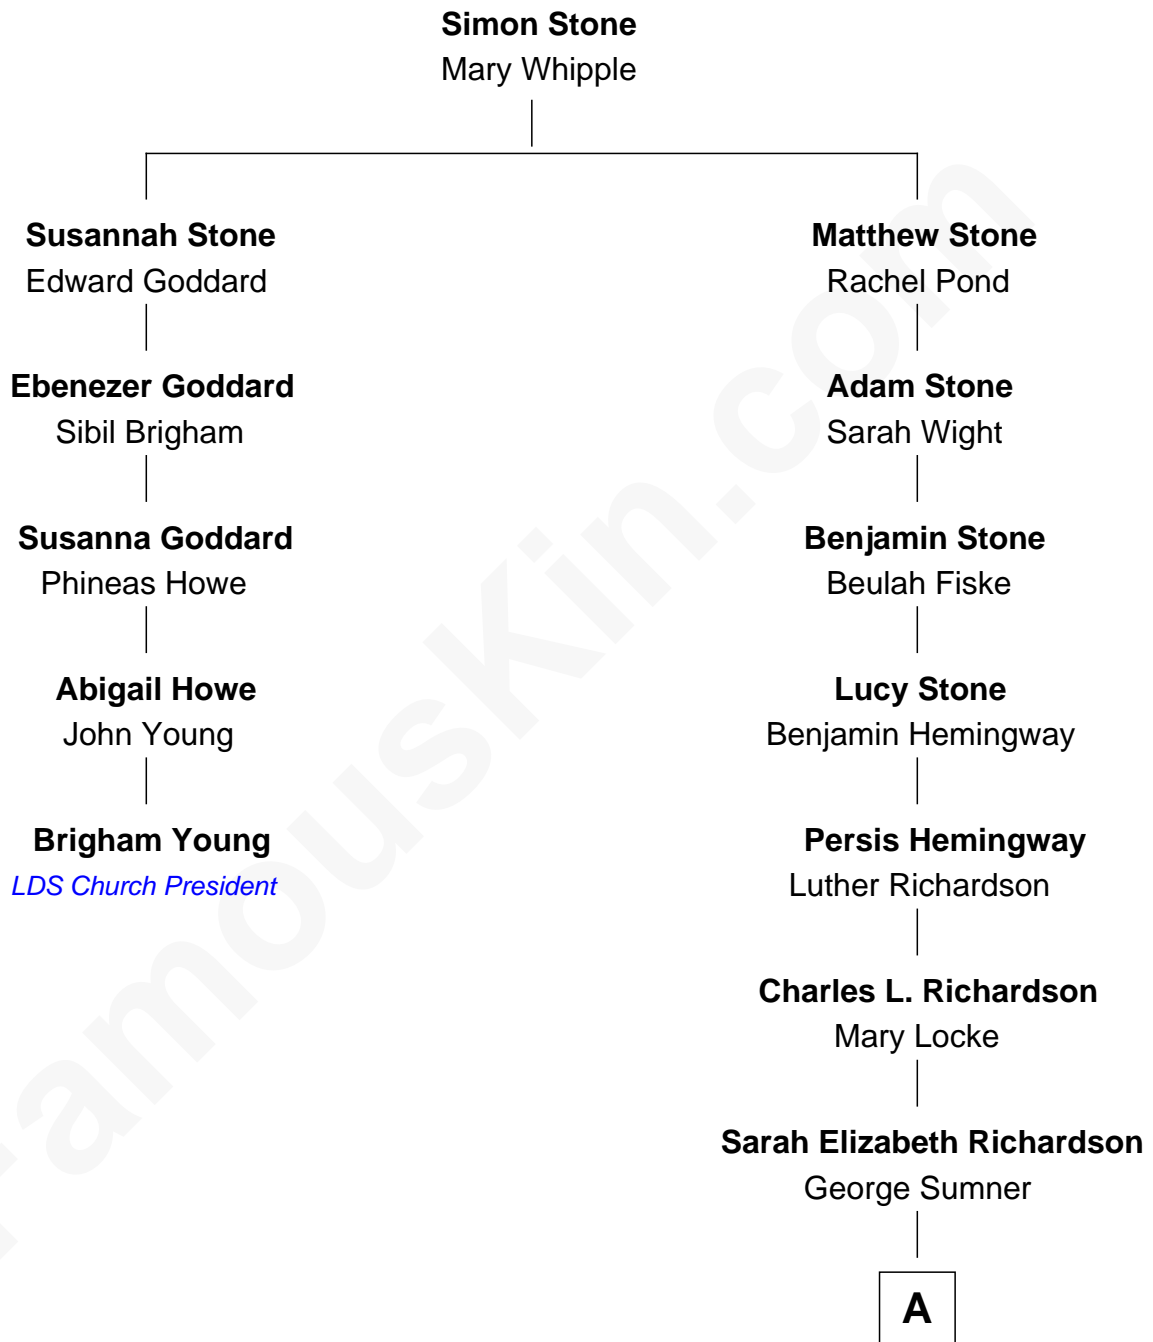 Simon Stone
Mary Whipple
Susannah Stone
Edward Goddard
Ebenezer Goddard
Sibil Brigham
Susanna Goddard
Phineas Howe
Abigail Howe
John Young
Brigham Young
LDS Church President
Matthew Stone
Rachel Pond
Adam Stone
Sarah Wight
Benjamin Stone
Beulah Fiske
Lucy Stone
Benjamin Hemingway
Persis Hemingway
Luther Richardson
Charles L. Richardson
Mary Locke
Sarah Elizabeth Richardson
George Sumner
A
FamousKin.com